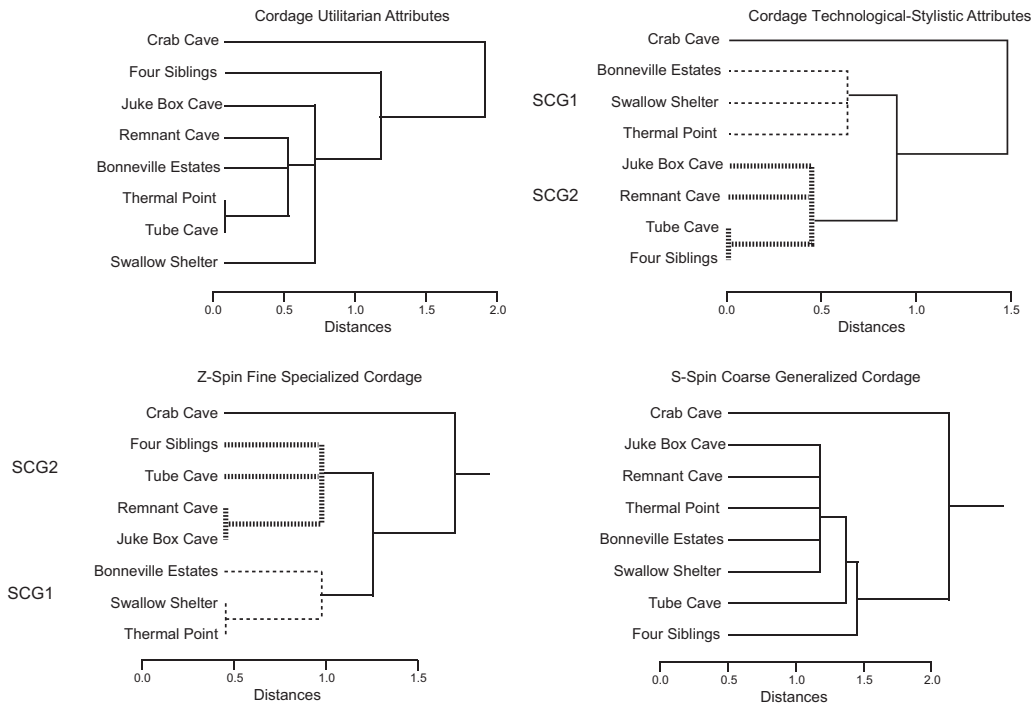 Cordage Utilitarian Attributes
Crab Cave
Four Siblings
Juke Box Cave
Remnant Cave
Bonneville Estates
Thermal Point
Tube Cave
Swallow Shelter
0.0 0.5 1.0 1.5 2.0
Distances
Cordage Technological-Stylistic Attributes
Crab Cave
Bonneville Estates
SCG1
Swallow Shelter
Thermal Point
Juke Box Cave
SCG2
Remnant Cave
Tube Cave
Four Siblings
0.0 0.5 1.0 1.5
Distances
Z-Spin Fine Specialized Cordage
Crab Cave
Four Siblings
SCG2
Tube Cave
Remnant Cave
Juke Box Cave
Bonneville Estates
SCG1
Swallow Shelter
Thermal Point
0.0 0.5 1.0 1.5
Distances
S-Spin Coarse Generalized Cordage
Crab Cave
Juke Box Cave
Remnant Cave
Thermal Point
Bonneville Estates
Swallow Shelter
Tube Cave
Four Siblings
0.0 0.5 1.0 1.5 2.0
Distances